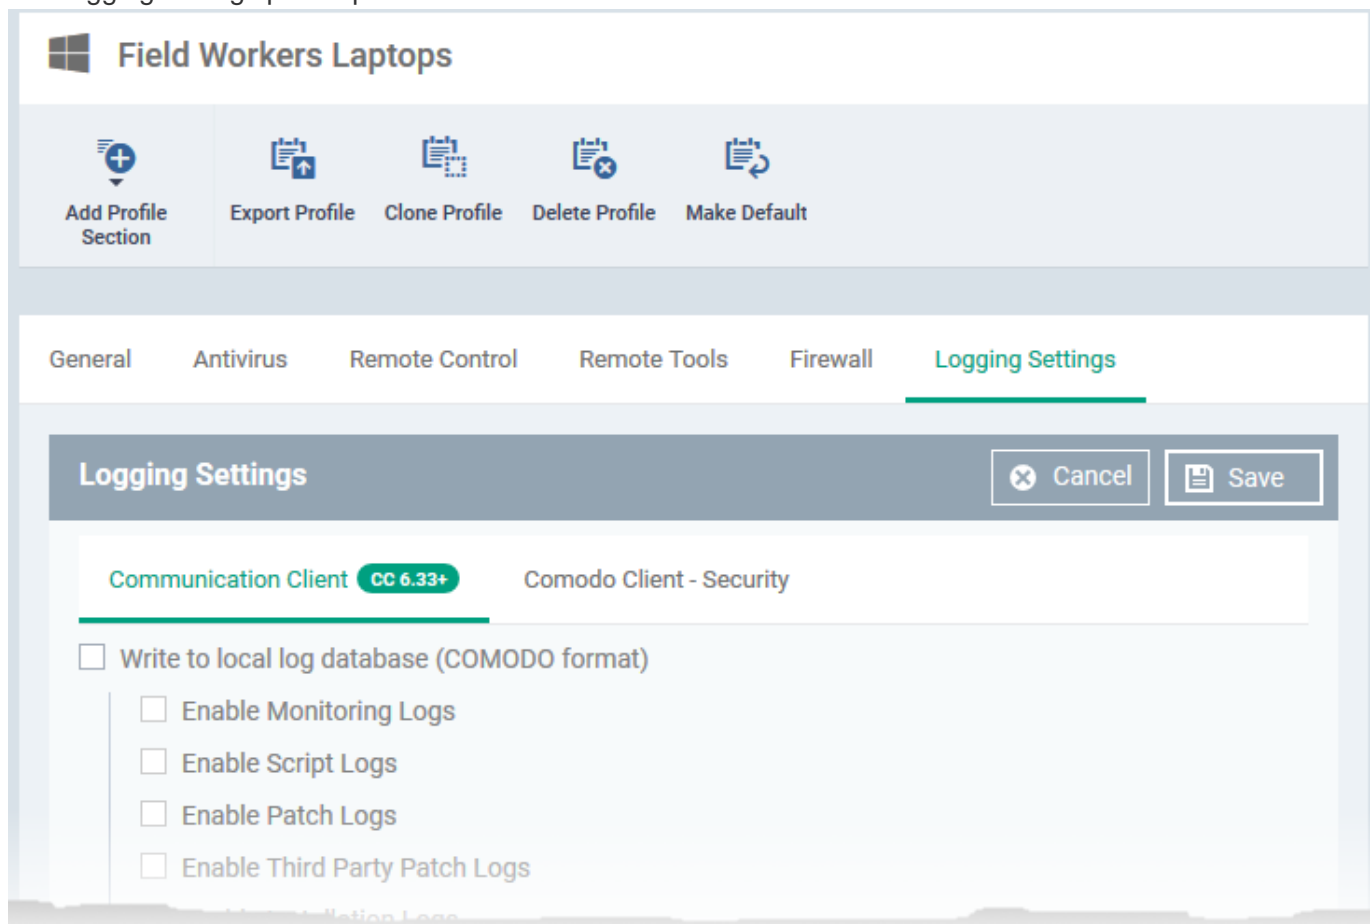 Field Workers Laptops
Add Profile Section
Export Profile
Clone Profile
Delete Profile
Make Default
General Antivirus Remote Control Remote Tools Firewall Logging Settings
Logging Settings Cancel Save
Communication Client CC 6.33+ Comodo Client - Security
Write to local log database (COMODO format)
Enable Monitoring Logs
Enable Script Logs
Enable Patch Logs
Enable Third Party Patch Logs